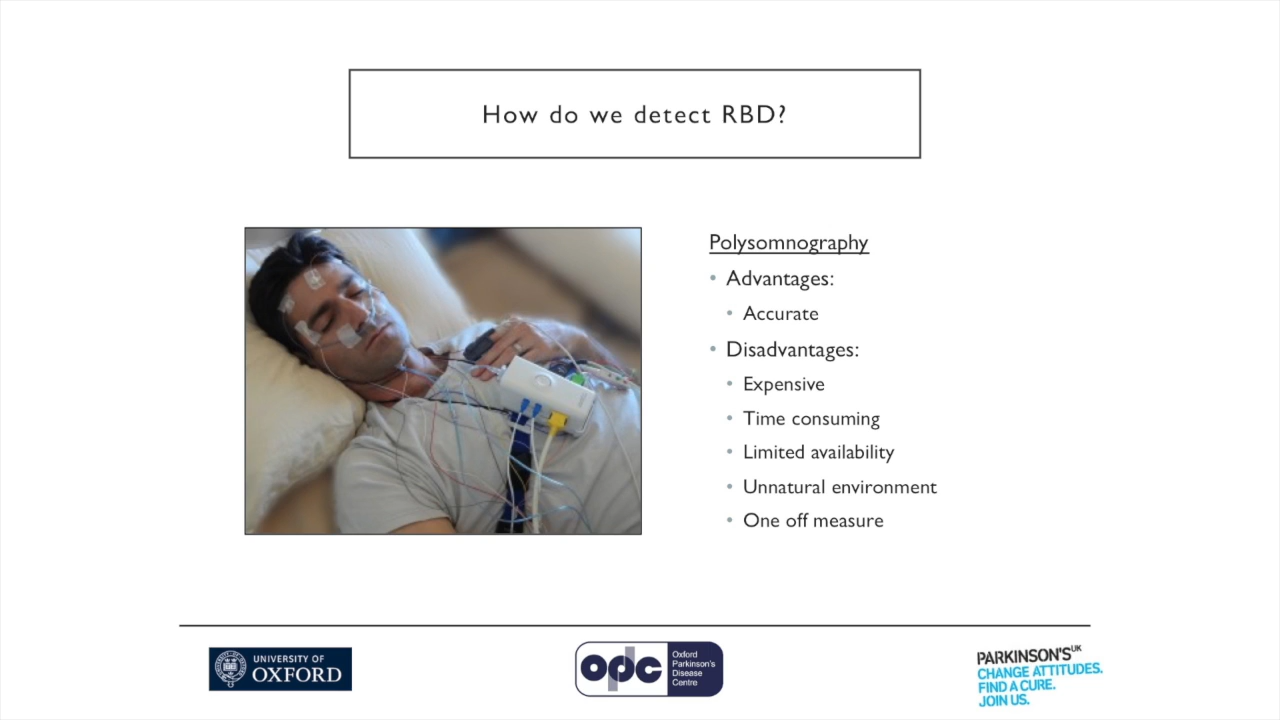 How do we detect RBD?
Polysomnography
• Advantages:
• Accurate
• Disadvantages:
• Expensive
• Time consuming
• Limited availability
• Unnatural environment
• One off measure
UNIVERSITY OF
OXFORD
opdc
Oxford
Parkinson's
Disease
Centre
PARKINSON'S UK
CHANGE ATTITUDES.
FIND A CURE.
JOIN US.